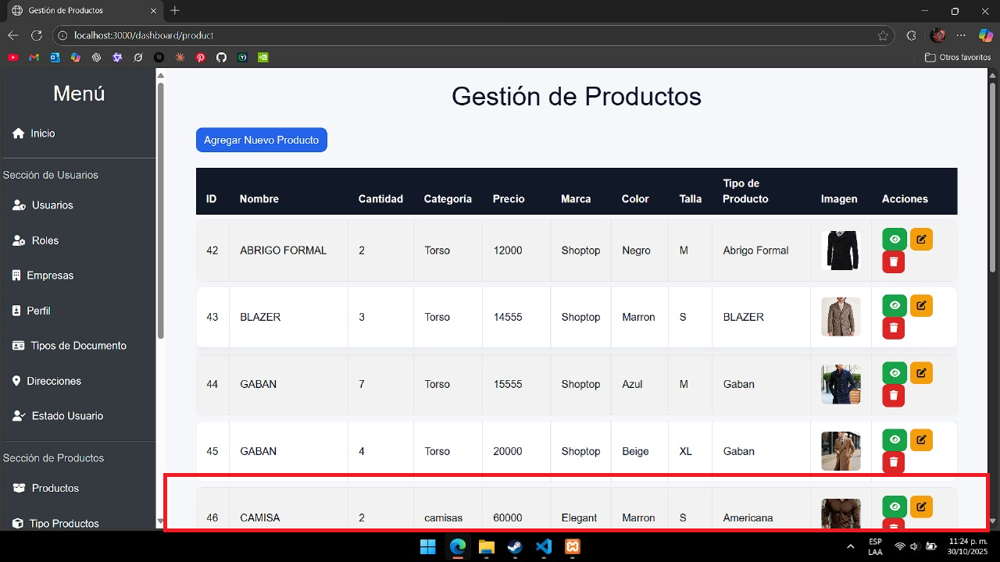 Gestión de Productos
localhost:3000/dashboard/product
Otros favoritos
Menú
Inicio
Sección de Usuarios
Usuarios
Roles
Empresas
Perfil
Tipos de Documento
Direcciones
Estado Usuario
Sección de Productos
Productos
Tipo Productos
Gestión de Productos
Agregar Nuevo Producto
ID Nombre Cantidad Categoría Precio Marca Color Talla Tipo de Producto Imagen Acciones
42 ABRIGO FORMAL 2 Torso 12000 Shoptop Negro M Abrigo Formal
43 BLAZER 3 Torso 14555 Shoptop Marron S BLAZER
44 GABAN 7 Torso 15555 Shoptop Azul M Gaban
45 GABAN 4 Torso 20000 Shoptop Beige XL Gaban
46 CAMISA 2 camisas 60000 Elegant Marron S Americana
ESP
LAA
11:24 p. m.
30/10/2025